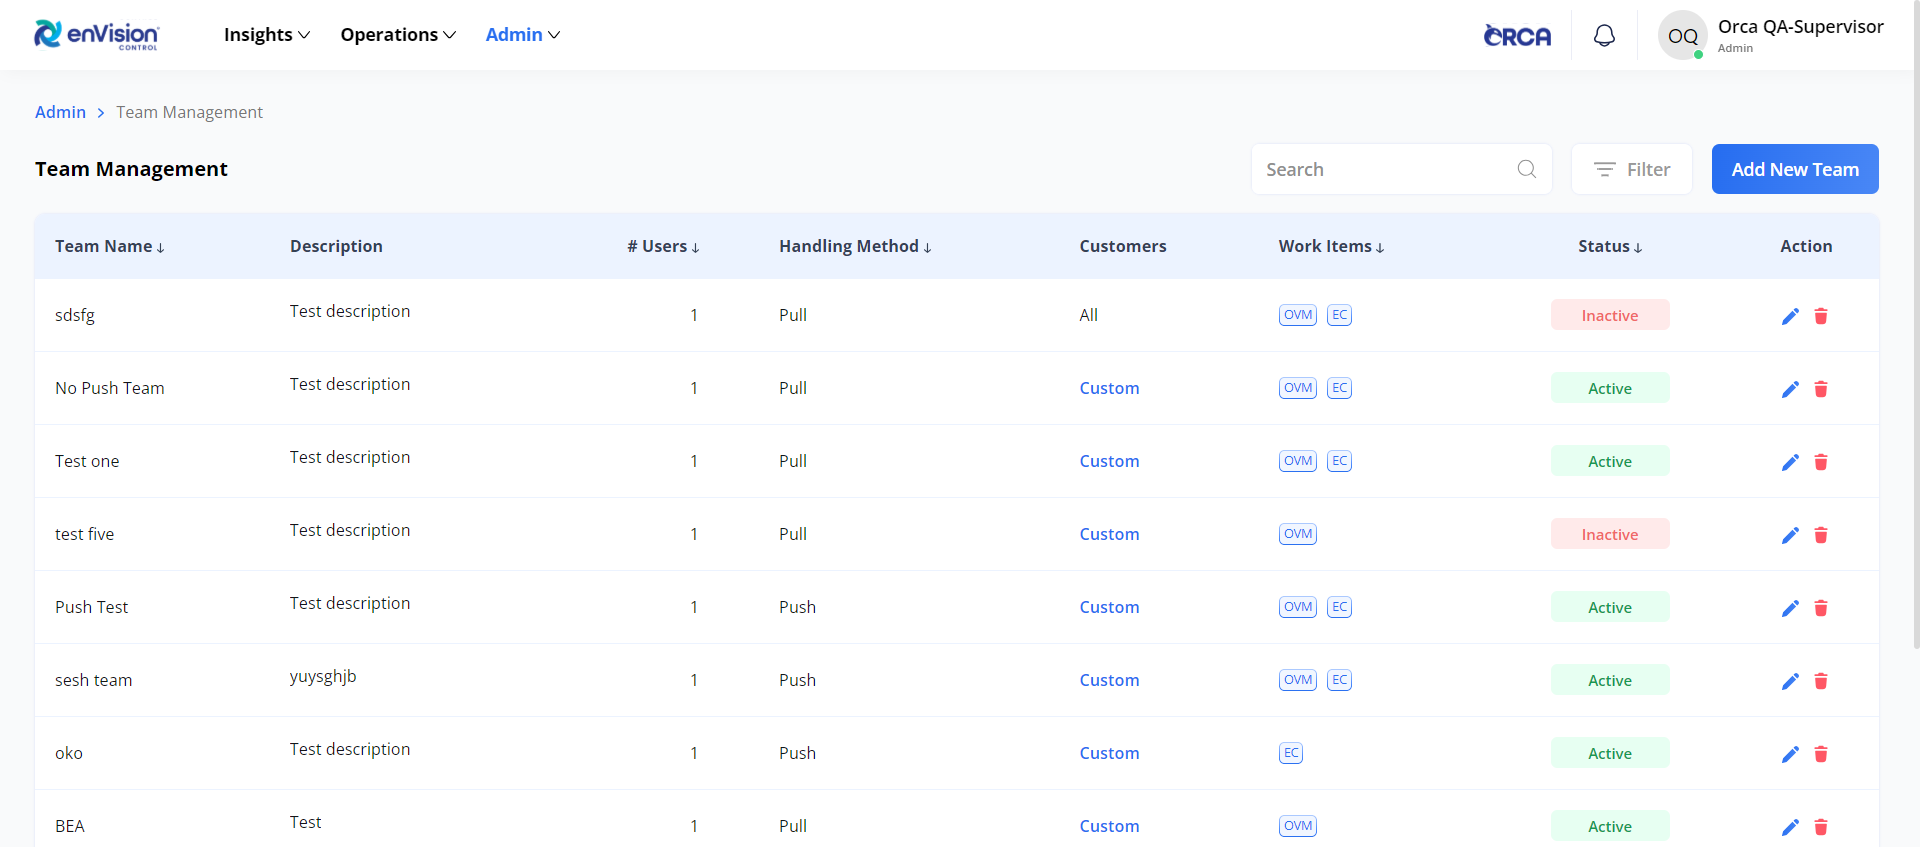 enVision CONTROL Insights Operations Admin ORCA OQ Orca QA-Supervisor
Admin
Admin > Team Management
Team Management Search Filter Add New Team
Team Name ↓ Description # Users ↓ Handling Method ↓ Customers Work Items ↓ Status ↓ Action
sdsfg Test description 1 Pull All OVM EC Inactive
No Push Team Test description 1 Pull Custom OVM EC Active
Test one Test description 1 Pull Custom OVM EC Active
test five Test description 1 Pull Custom OVM Inactive
Push Test Test description 1 Push Custom OVM EC Active
sesh team yuysghjb 1 Push Custom OVM EC Active
oko Test description 1 Push Custom EC Active
BEA Test 1 Pull Custom OVM Active